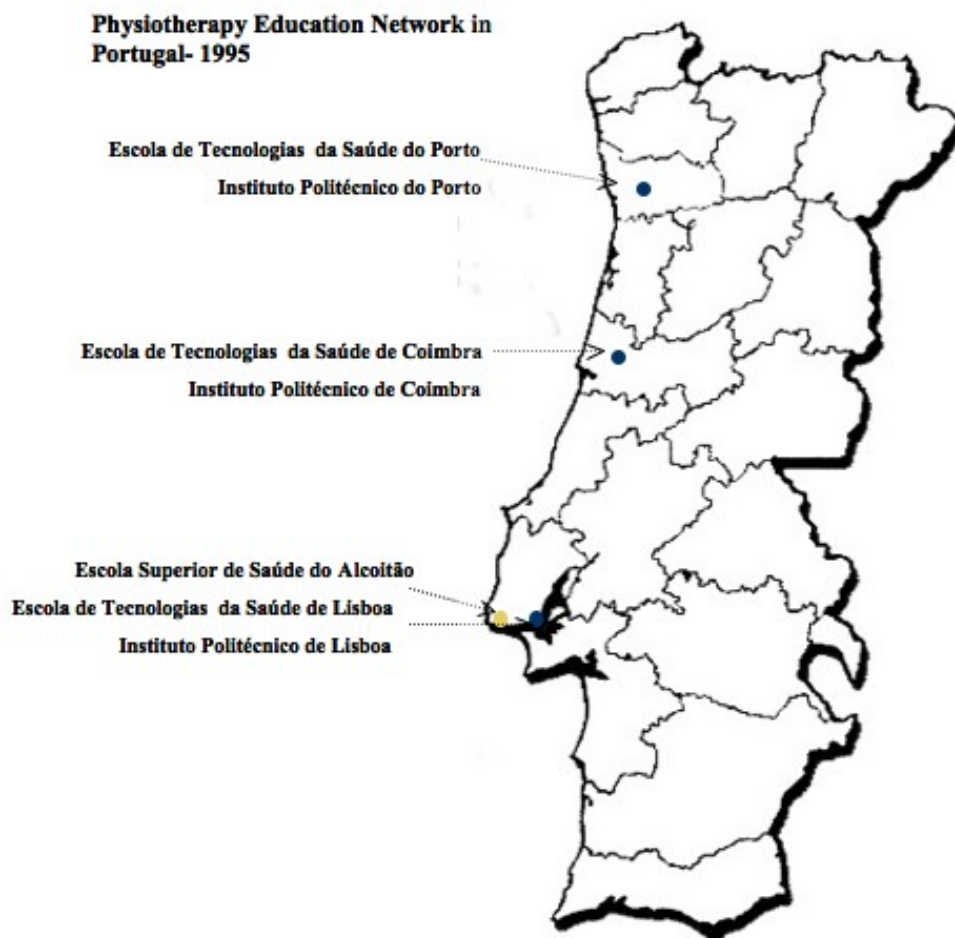 Physiotherapy Education Network in
Portugal- 1995
Escola de Tecnologias da Saúde do Porto
Instituto Politécnico do Porto
Escola de Tecnologias da Saúde de Coimbra
Instituto Politécnico de Coimbra
Escola Superior de Saúde do Alcoitão
Escola de Tecnologias da Saúde de Lisboa
Instituto Politécnico de Lisboa